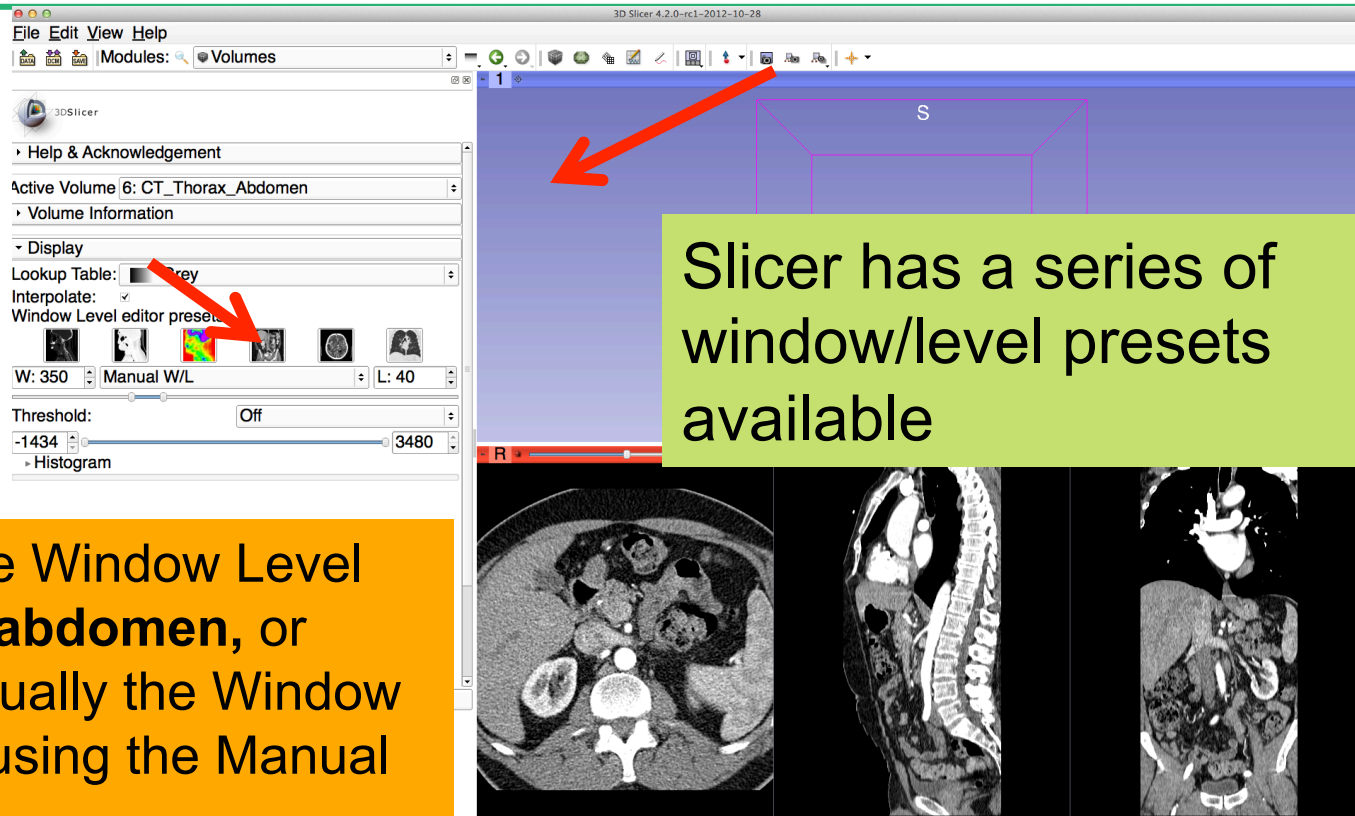 3D Slicer 4.2.0-rc1-2012-10-28
File Edit View Help
DATA DCM SAVE Modules: Volumes
1
3DSlicer
Help & Acknowledgement
Active Volume 6: CT_Thorax_Abdomen
Volume Information
Display
Lookup Table: Grey
Interpolate:
Window Level editor presets
W: 350 Manual W/L L: 40
Threshold: Off
-1434 3480
Histogram
S
Slicer has a series of
window/level presets
available
R
e Window Level
abdomen, or
ually the Window
using the Manual